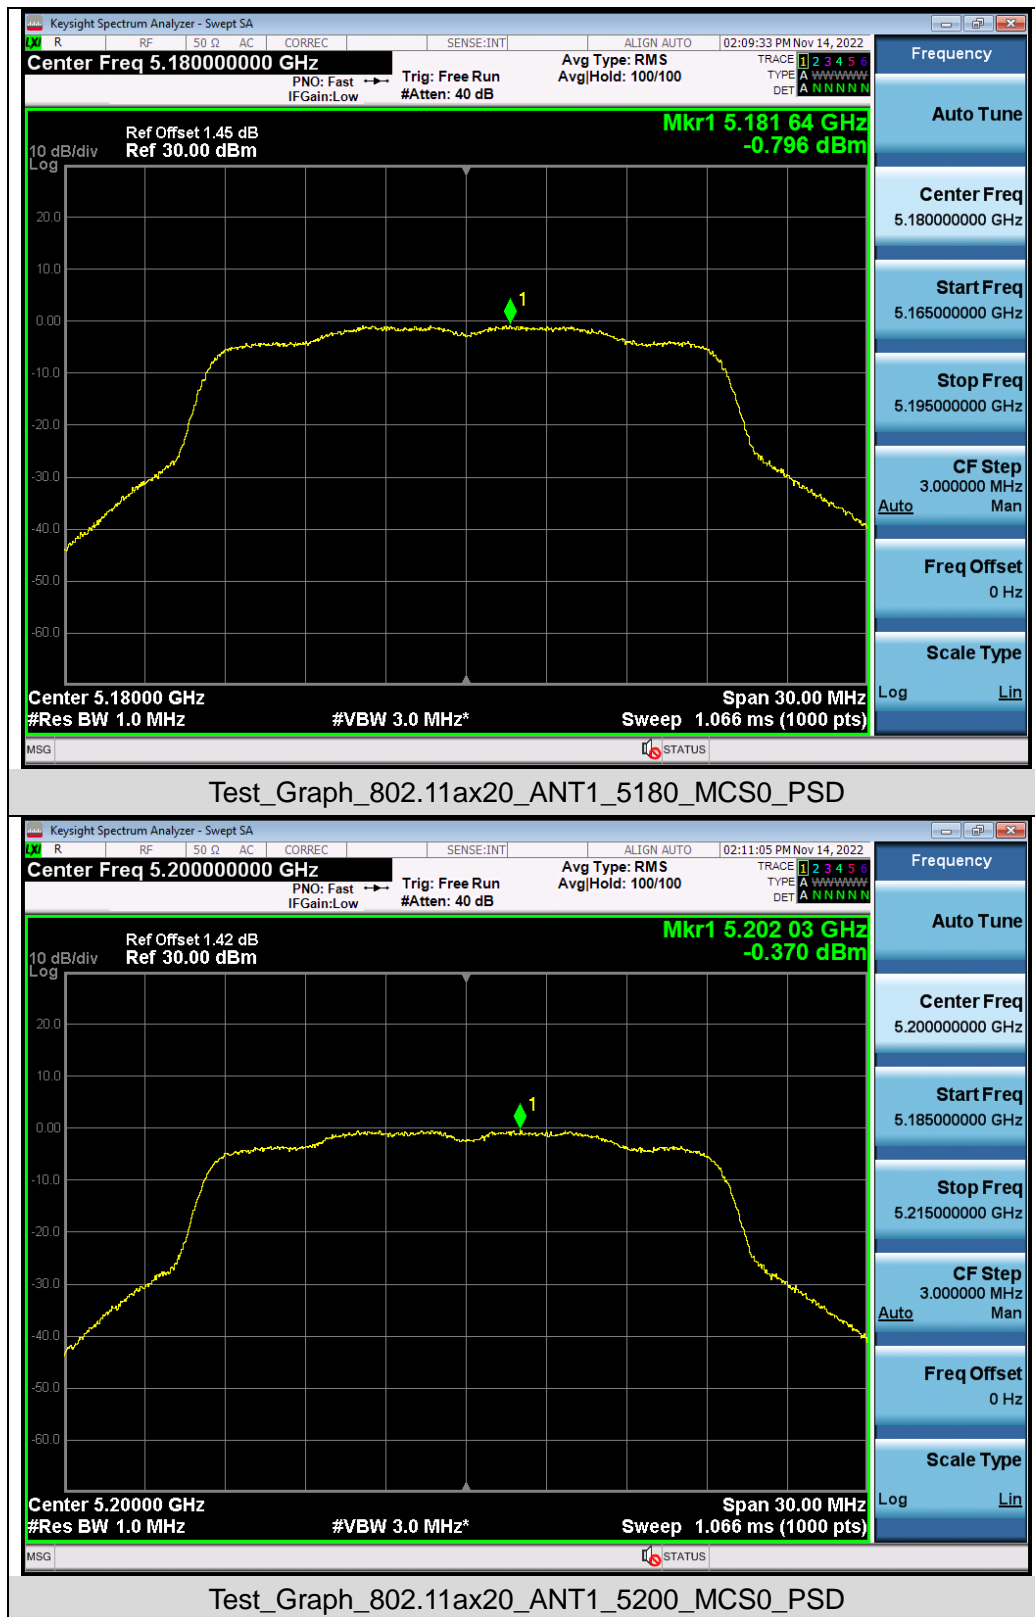 Keysight Spectrum Analyzer - Swept SA
LXI R RF 50 Ω AC CORREC SENSE:INT ALIGN AUTO 02:09:33 PM Nov 14, 2022
Center Freq 5.180000000 GHz
PNO: Fast
IFGain:Low
Trig: Free Run
#Atten: 40 dB
Avg Type: RMS
Avg|Hold: 100/100
TRACE 1 2 3 4 5 6
TYPE A WWWWW
DET A N N N N N
Ref Offset 1.45 dB
Mkr1 5.181 64 GHz
10 dB/div Ref 30.00 dBm
-0.796 dBm
Log
20.0
10.0
1
0.00
-10.0
-20.0
-30.0
-40.0
-50.0
-60.0
Center 5.18000 GHz Span 30.00 MHz
#Res BW 1.0 MHz #VBW 3.0 MHz* Sweep 1.066 ms (1000 pts)
MSG STATUS
Frequency
Auto Tune
Center Freq
5.180000000 GHz
Start Freq
5.165000000 GHz
Stop Freq
5.195000000 GHz
CF Step
3.000000 MHz
Auto Man
Freq Offset
0 Hz
Scale Type
Log Lin
Test_Graph_802.11ax20_ANT1_5180_MCS0_PSD
Keysight Spectrum Analyzer - Swept SA
LXI R RF 50 Ω AC CORREC SENSE:INT ALIGN AUTO 02:11:05 PM Nov 14, 2022
Center Freq 5.200000000 GHz
PNO: Fast
IFGain:Low
Trig: Free Run
#Atten: 40 dB
Avg Type: RMS
Avg|Hold: 100/100
TRACE 1 2 3 4 5 6
TYPE A WWWWW
DET A N N N N N
Ref Offset 1.42 dB
Mkr1 5.202 03 GHz
10 dB/div Ref 30.00 dBm
-0.370 dBm
Log
20.0
10.0
1
0.00
-10.0
-20.0
-30.0
-40.0
-50.0
-60.0
Center 5.20000 GHz Span 30.00 MHz
#Res BW 1.0 MHz #VBW 3.0 MHz* Sweep 1.066 ms (1000 pts)
MSG STATUS
Frequency
Auto Tune
Center Freq
5.200000000 GHz
Start Freq
5.185000000 GHz
Stop Freq
5.215000000 GHz
CF Step
3.000000 MHz
Auto Man
Freq Offset
0 Hz
Scale Type
Log Lin
Test_Graph_802.11ax20_ANT1_5200_MCS0_PSD